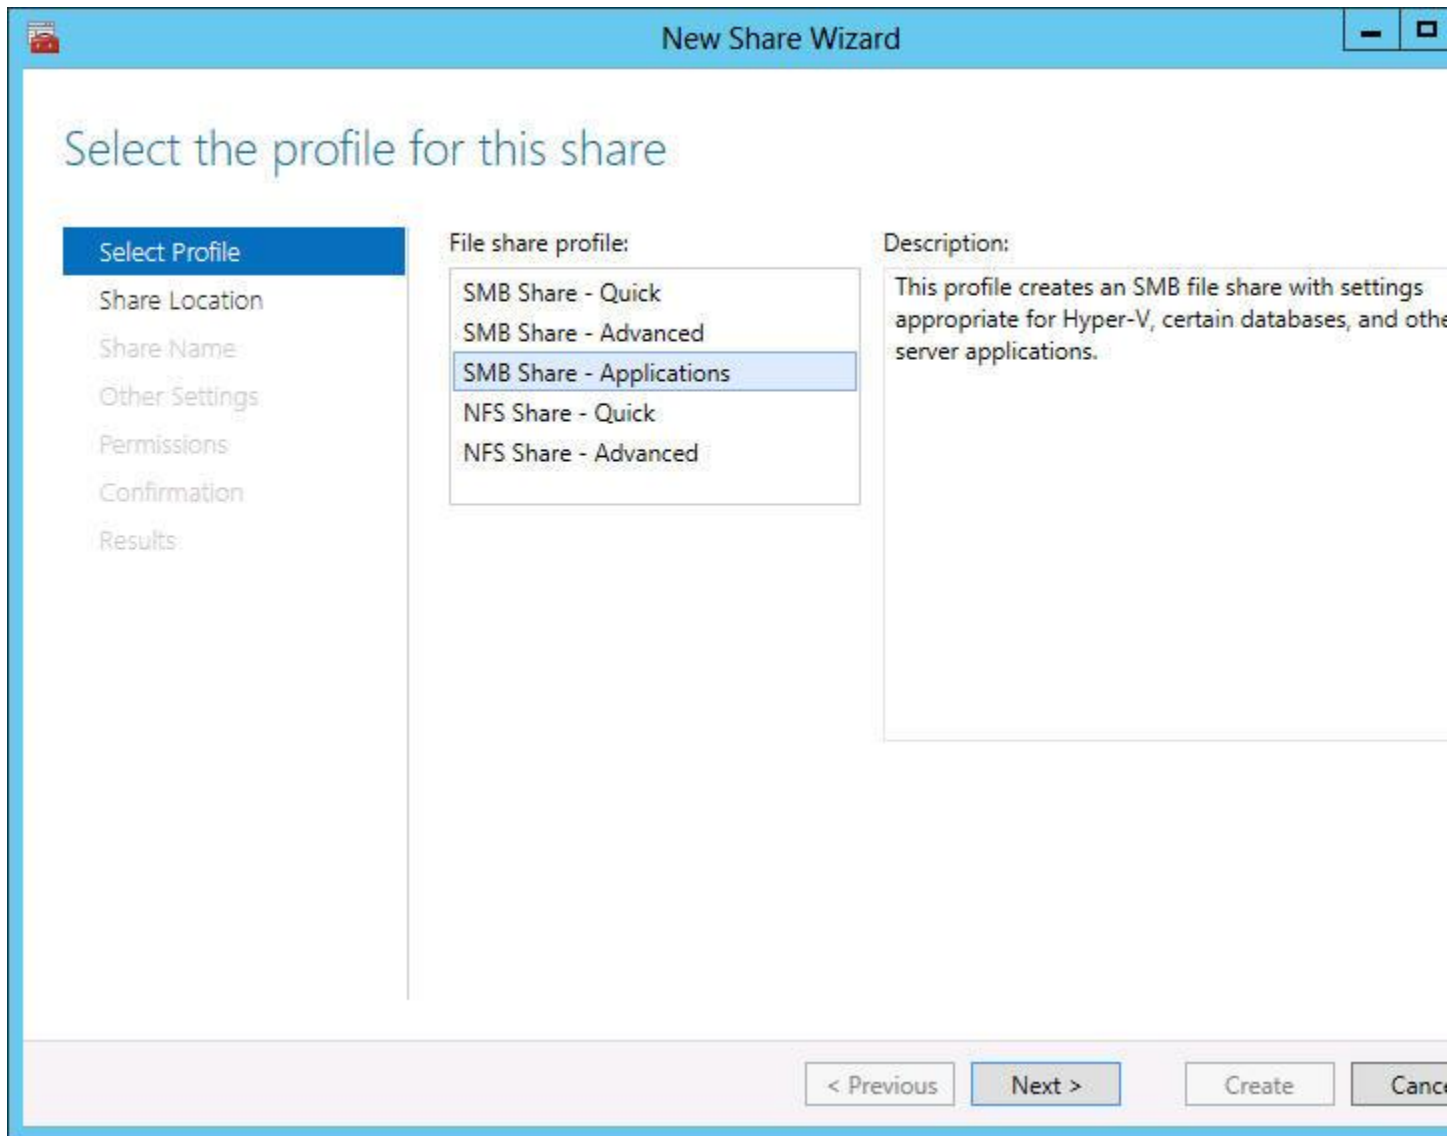 New Share Wizard
Select the profile for this share
Select Profile
Share Location
Share Name
Other Settings
Permissions
Confirmation
Results
File share profile:
SMB Share - Quick
SMB Share - Advanced
SMB Share - Applications
NFS Share - Quick
NFS Share - Advanced
Description:
This profile creates an SMB file share with settings
appropriate for Hyper-V, certain databases, and othe
server applications.
< Previous
Next >
Create
Cance